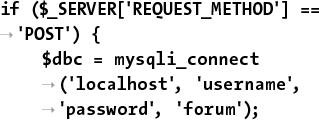 if ($_SERVER['REQUEST_METHOD'] ==
→ 'POST') {
$dbc = mysqli_connect
→ ('localhost', 'username',
→ 'password', 'forum');